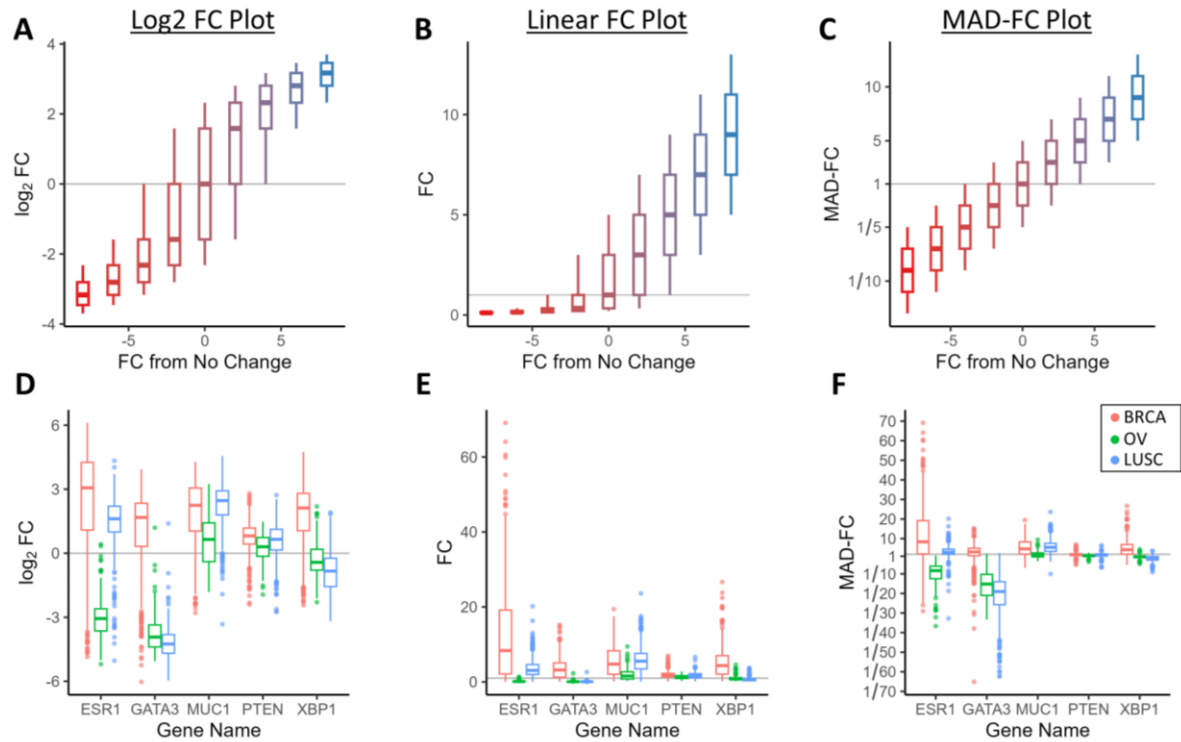 A
Log2 FC Plot
4
2
0
-2
-4
log2 FC
-5
0
5
FC from No Change
B
Linear FC Plot
10
5
0
FC
-5
0
5
FC from No Change
C
MAD-FC Plot
10
5
1
1/5
1/10
MAD-FC
-5
0
5
FC from No Change
D
6
3
0
-3
-6
log2 FC
ESR1 GATA3 MUC1 PTEN XBP1
Gene Name
E
60
40
20
0
FC
ESR1 GATA3 MUC1 PTEN XBP1
Gene Name
F
70
60
50
40
30
20
10
1
1/10
1/20
1/30
1/40
1/50
1/60
1/70
MAD-FC
BRCA
OV
LUSC
ESR1 GATA3 MUC1 PTEN XBP1
Gene Name